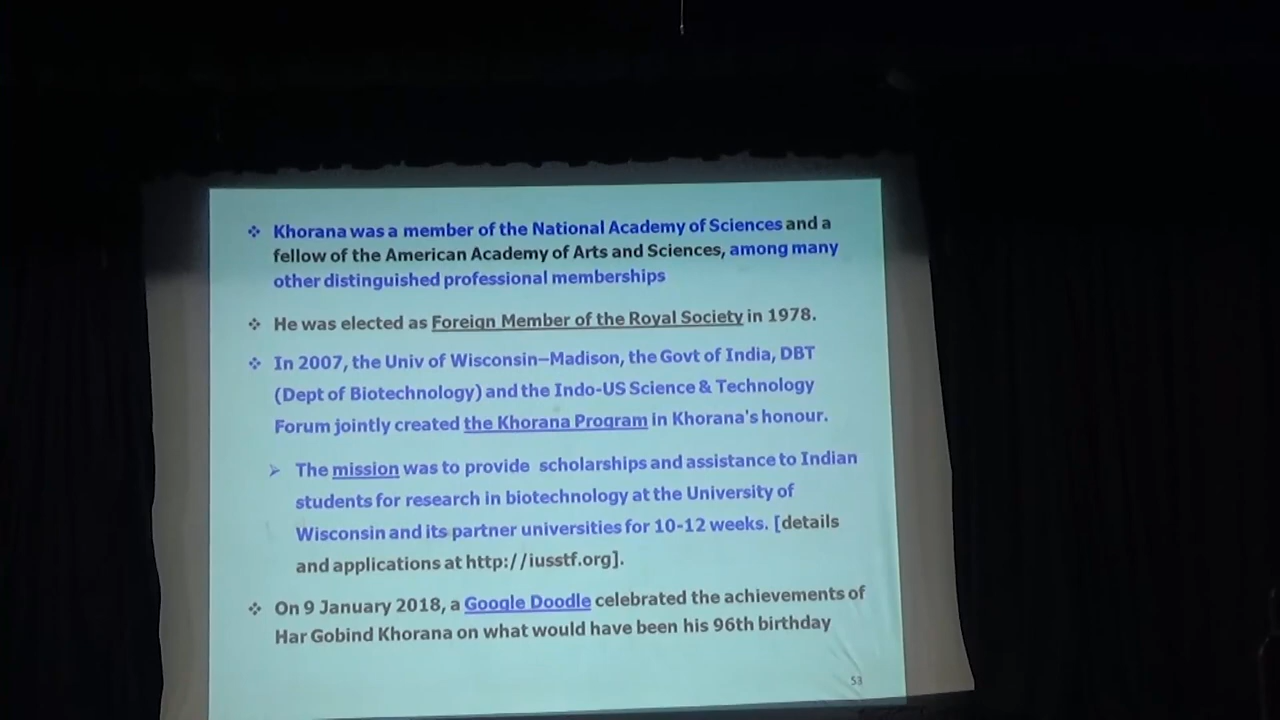 ❖ Khorana was a member of the National Academy of Sciences and a
fellow of the American Academy of Arts and Sciences, among many
other distinguished professional memberships
❖ He was elected as Foreign Member of the Royal Society in 1978.
❖ In 2007, the Univ of Wisconsin–Madison, the Govt of India, DBT
(Dept of Biotechnology) and the Indo-US Science & Technology
Forum jointly created the Khorana Program in Khorana's honour.
➢ The mission was to provide scholarships and assistance to Indian
students for research in biotechnology at the University of
Wisconsin and its partner universities for 10-12 weeks. [details
and applications at http://iusstf.org].
❖ On 9 January 2018, a Google Doodle celebrated the achievements of
Har Gobind Khorana on what would have been his 96th birthday
53